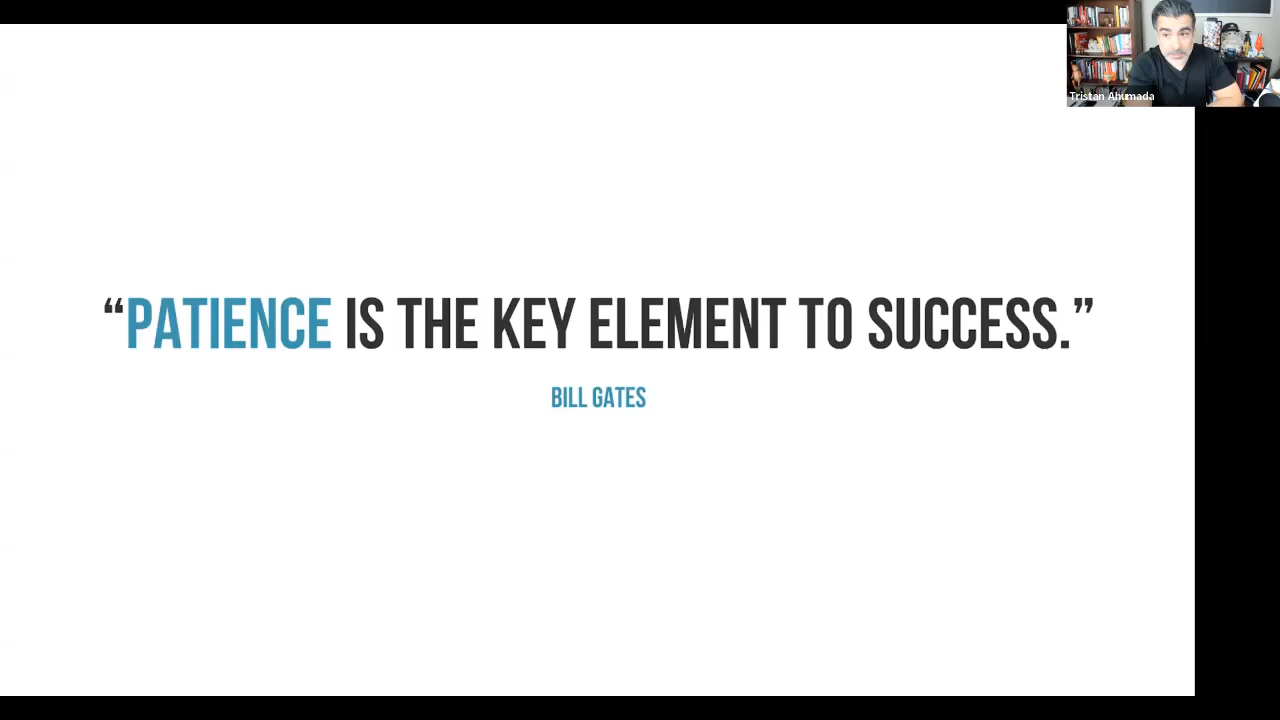 Tristan Ahumada
“PATIENCE IS THE KEY ELEMENT TO SUCCESS.”
BILL GATES